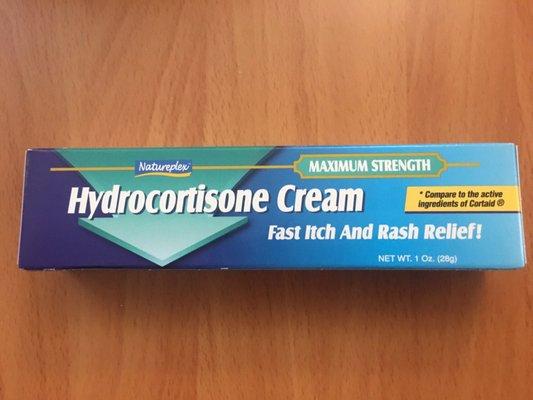 Natureplex
MAXIMUM STRENGTH
Hydrocortisone Cream
* Compare to the active
ingredients of Cortaid ®
Fast Itch And Rash Relief!
NET WT. 1 Oz. (28g)